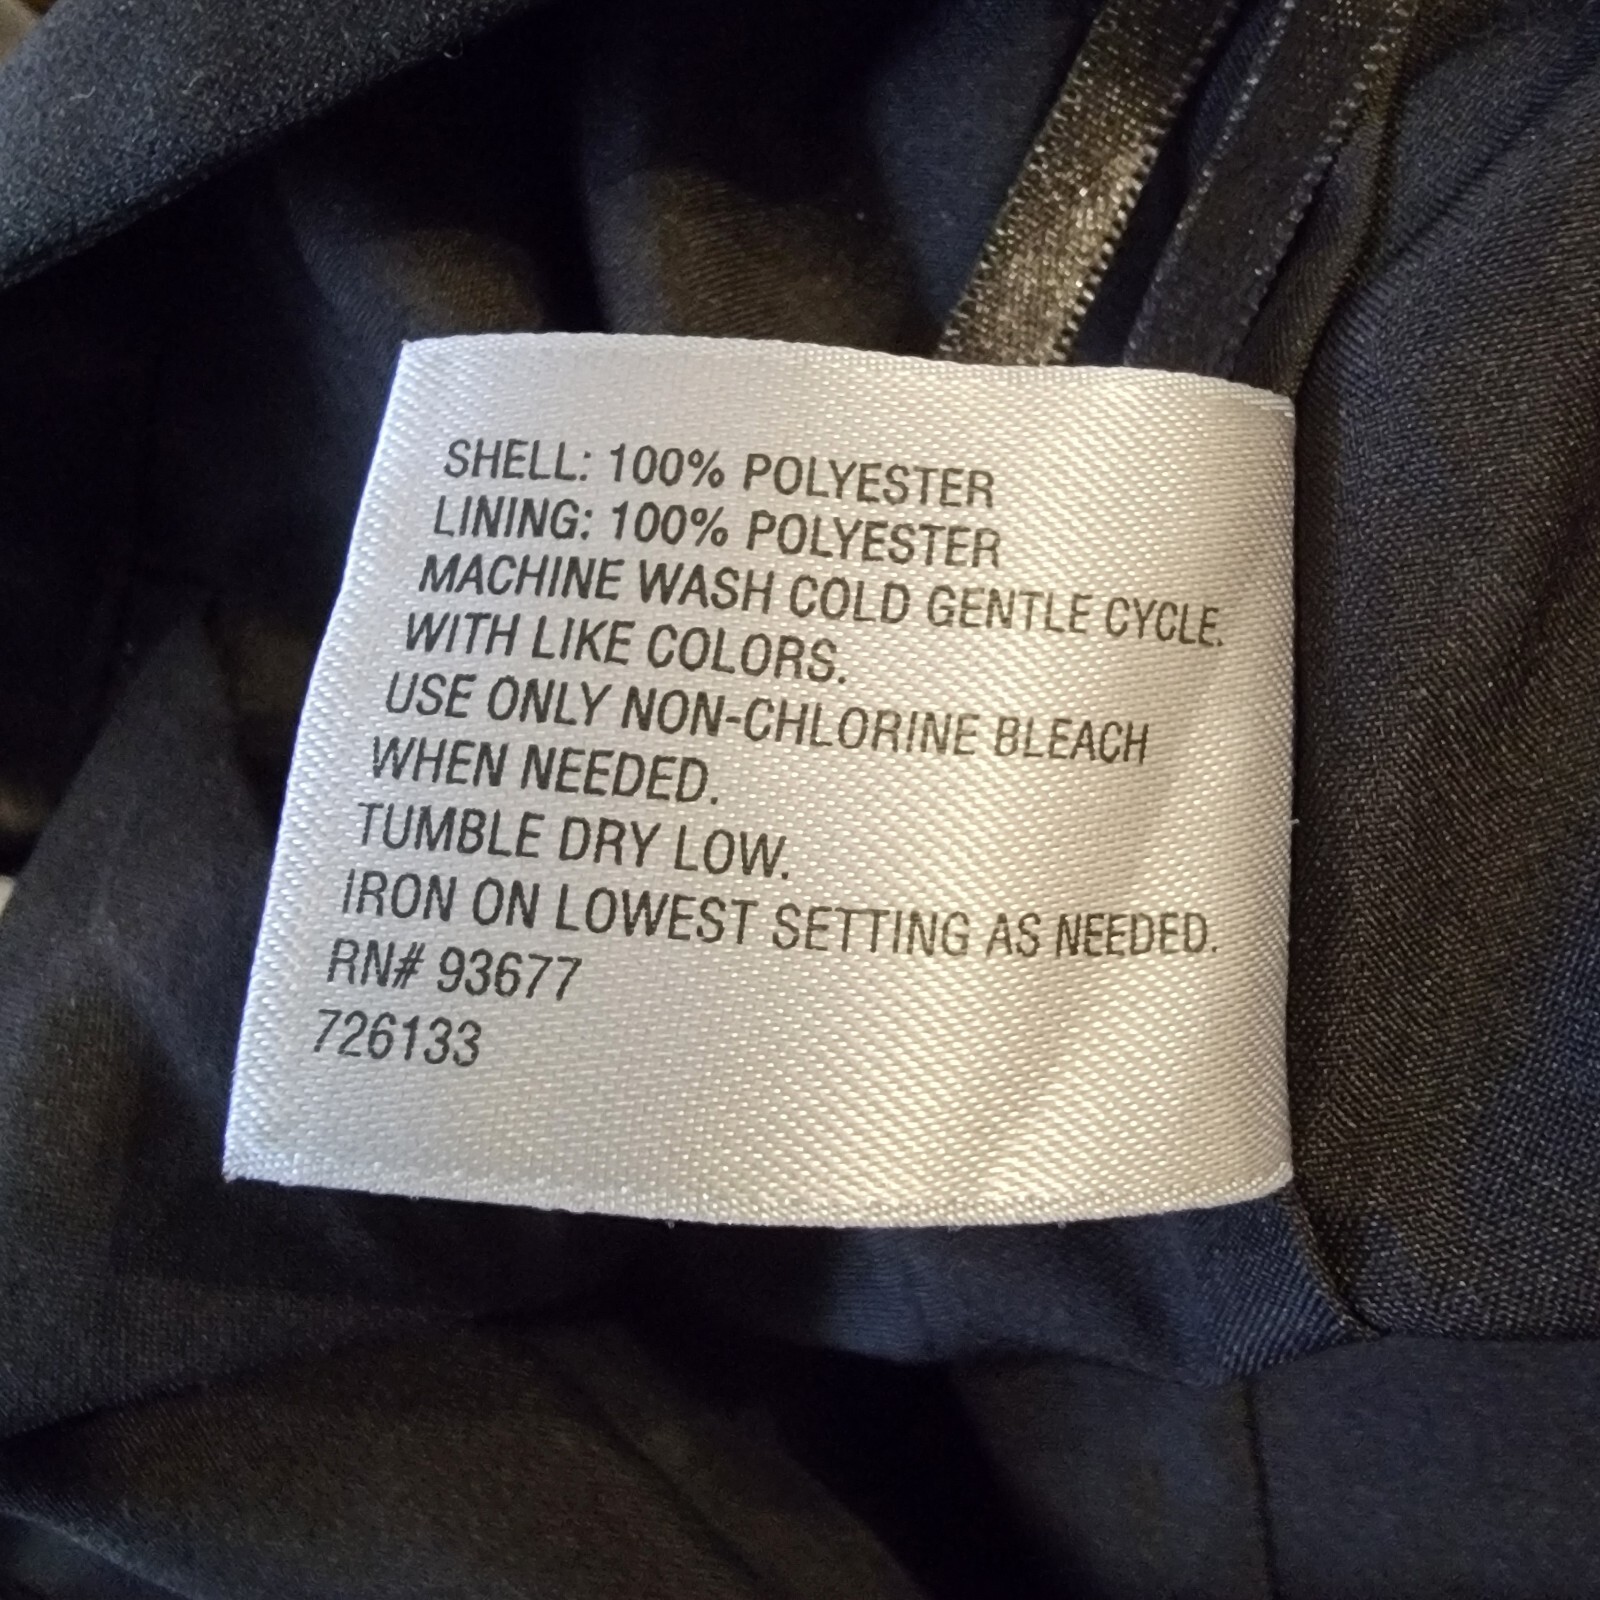 SHELL: 100% POLYESTER
LINING: 100% POLYESTER
MACHINE WASH COLD GENTLE CYCLE.
WITH LIKE COLORS.
USE ONLY NON-CHLORINE BLEACH
WHEN NEEDED.
TUMBLE DRY LOW.
IRON ON LOWEST SETTING AS NEEDED.
RN# 93677
726133